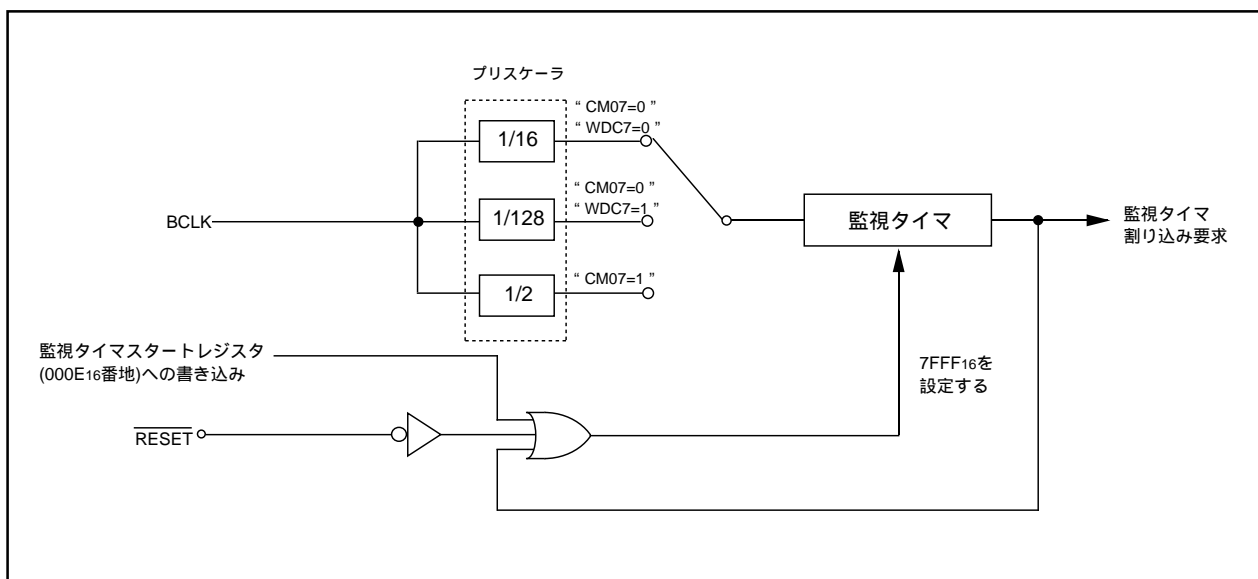 プリスケーラ
“ CM07=0 ”
“ WDC7=0 ”
1/16
“ CM07=0 ”
“ WDC7=1 ”
BCLK
1/128
監視タイマ
監視タイマ
割り込み要求
“ CM07=1 ”
1/2
監視タイマスタートレジスタ
(000E16番地)への書き込み
7FFF16を
設定する
RESET